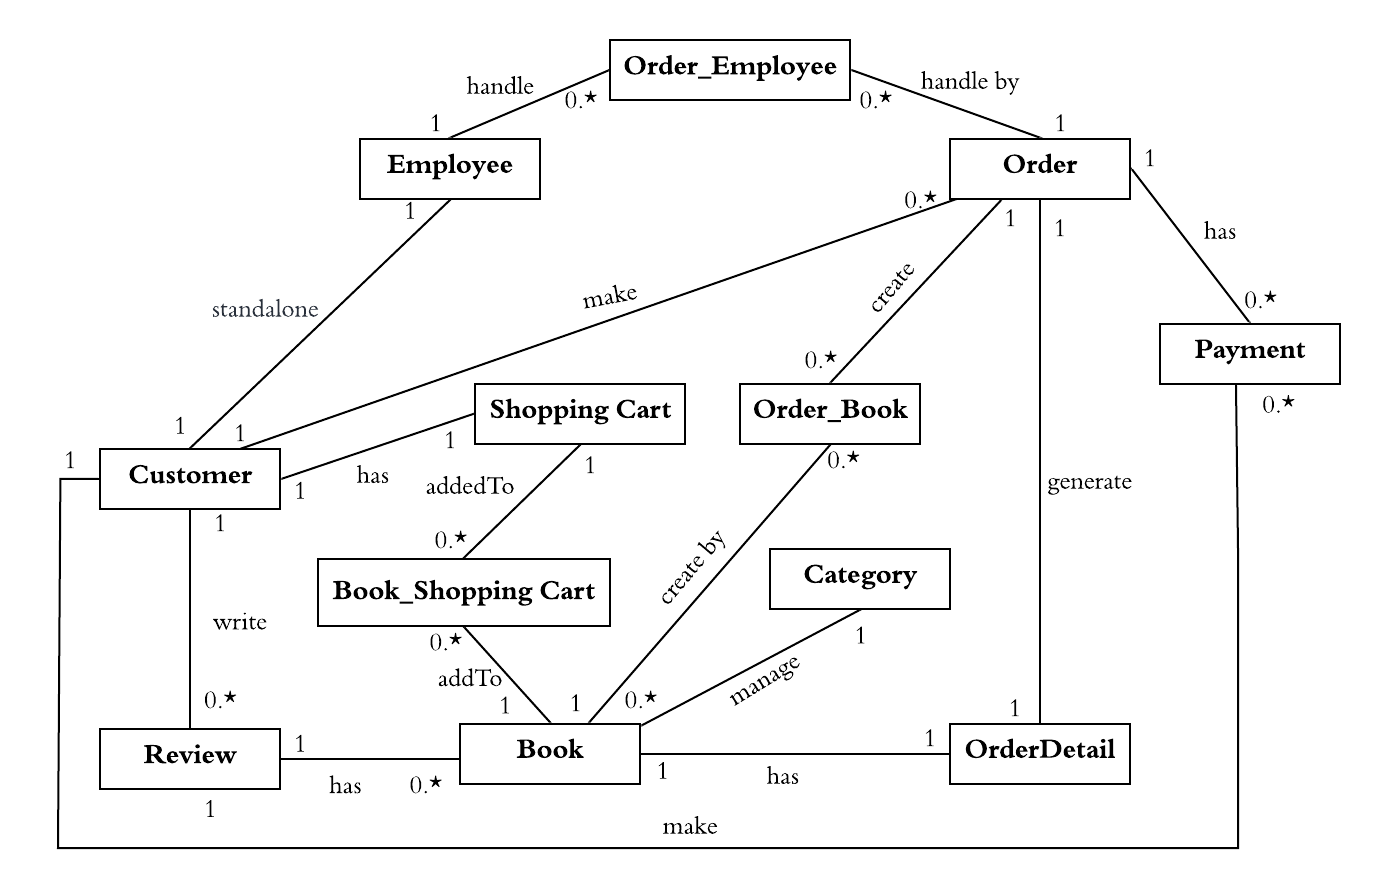 Order_Employee
handle
0.★
0.★
handle by
1
1
Employee
Order
1
1
0.★
1
1
has
create
standalone
make
0.★
0.★
Payment
0.★
Shopping Cart
Order_Book
1
1
1
1
Customer
has
1
1
addedTo
0.★
generate
1
0.★
create by
Category
Book_Shopping Cart
write
0.★
1
addTo
manage
0.★
1
1
0.★
1
Review
1
Book
1
OrderDetail
has
0.★
1
has
1
make